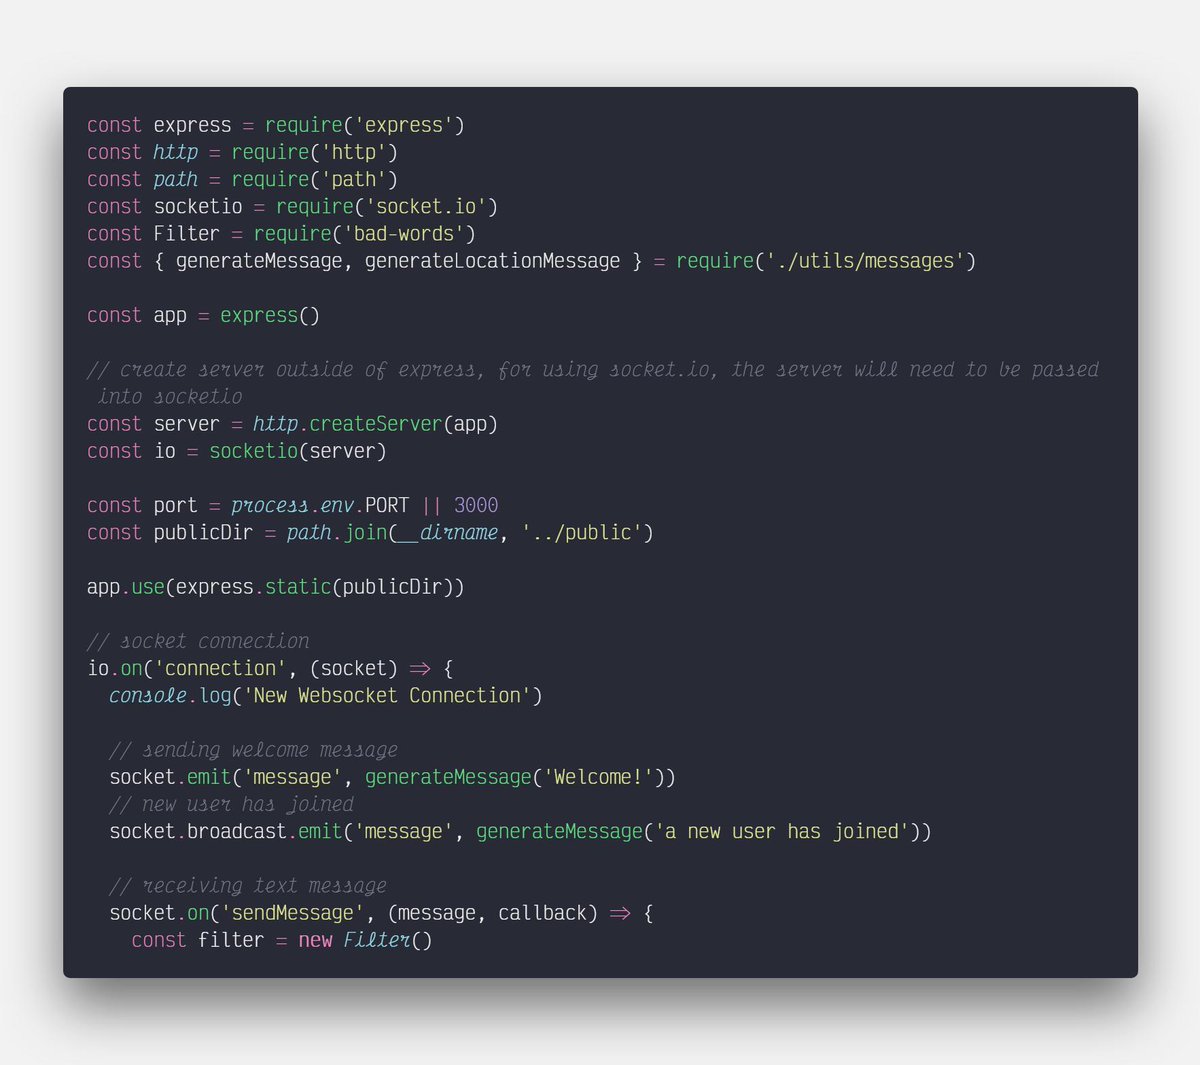 const express = require('express')
const http = require('http')
const path = require('path')
const socketio = require('socket.io')
const Filter = require('bad-words')
const { generateMessage, generateLocationMessage } = require('./utils/messages')
const app = express()
// create server outside of express, for using socket.io, the server will need to be passed
into socketio
const server = http.createServer(app)
const io = socketio(server)
const port = process.env.PORT || 3000
const publicDir = path.join(__dirname, '../public')
app.use(express.static(publicDir))
// socket connection
io.on('connection', (socket) => {
  console.log('New Websocket Connection')
  // sending welcome message
  socket.emit('message', generateMessage('Welcome!'))
  // new user has joined
  socket.broadcast.emit('message', generateMessage('a new user has joined'))
  // receiving text message
  socket.on('sendMessage', (message, callback) => {
    const filter = new Filter()